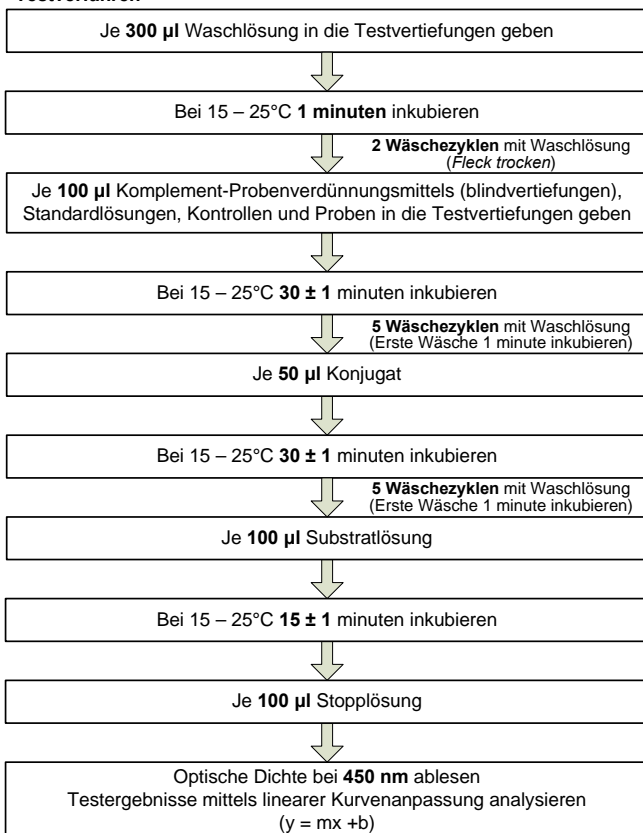 Testverfahren
Je 300 µl Waschlösung in die Testvertiefungen geben
Bei 15 – 25°C 1 minuten inkubieren
2 Wäschezyklen mit Waschlösung
(Fleck trocken)
Je 100 µl Komplement-Probenverdünnungsmittels (blindvertiefungen),
Standardlösungen, Kontrollen und Proben in die Testvertiefungen geben
Bei 15 – 25°C 30 ± 1 minuten inkubieren
5 Wäschezyklen mit Waschlösung
(Erste Wäsche 1 minute inkubieren)
Je 50 µl Konjugat
Bei 15 – 25°C 30 ± 1 minuten inkubieren
5 Wäschezyklen mit Waschlösung
(Erste Wäsche 1 minute inkubieren)
Je 100 µl Substratlösung
Bei 15 – 25°C 15 ± 1 minuten inkubieren
Je 100 µl Stopplösung
Optische Dichte bei 450 nm ablesen
Testergebnisse mittels linearer Kurvenanpassung analysieren
(y = mx +b)